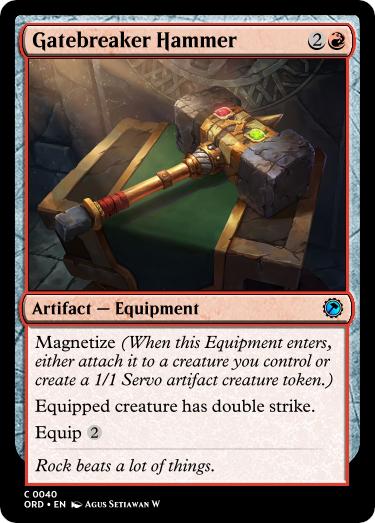 Gatebreaker Hammer 2
Artifact — Equipment
Magnetize (When this Equipment enters,
either attach it to a creature you control or
create a 1/1 Servo artifact creature token.)
Equipped creature has double strike.
Equip 2
Rock beats a lot of things.
C 0040
ORD • EN Agus Setiawan W